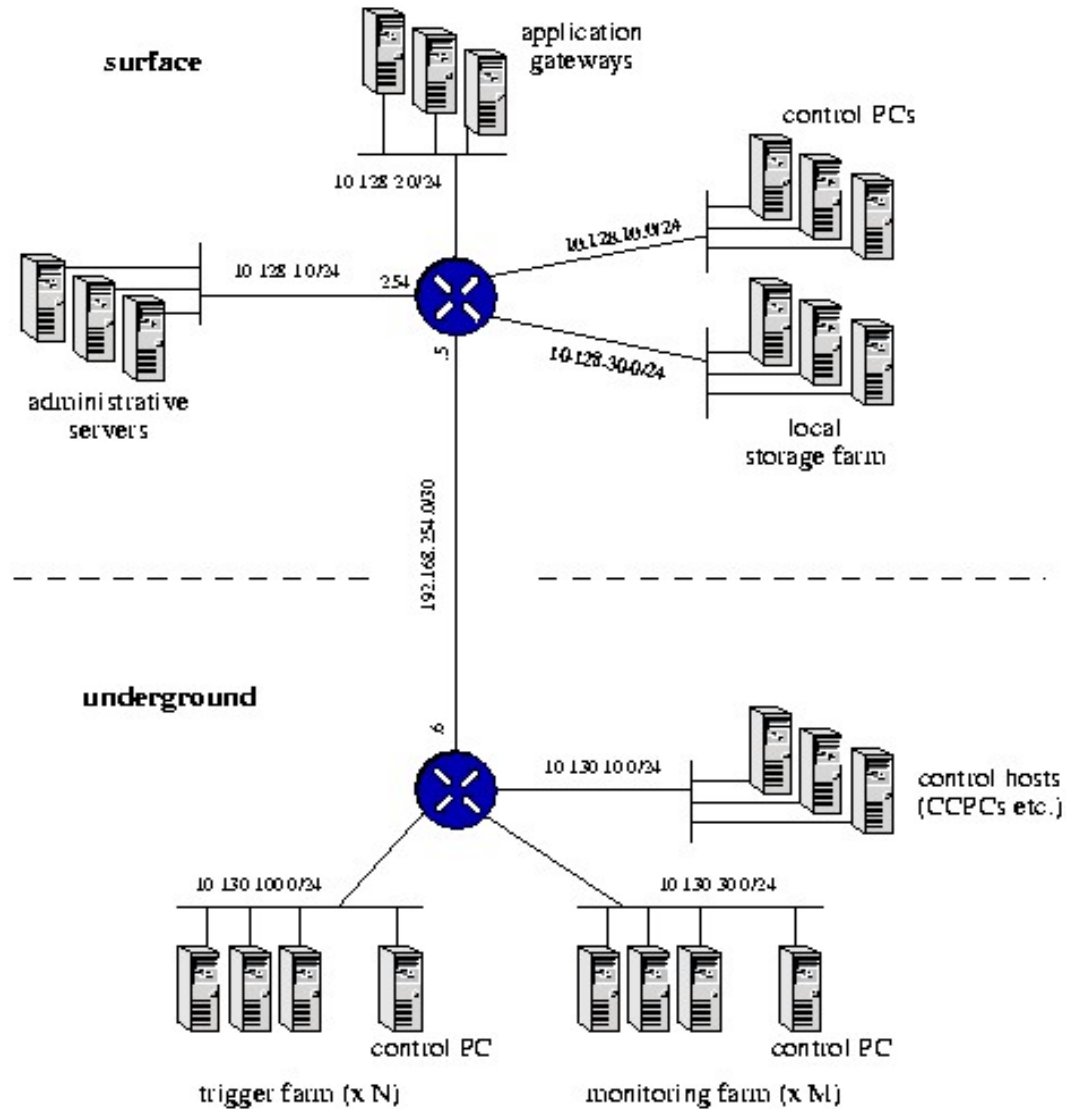 surface
application
gateways
control PC's
10.128.2.0/24
10.128.10.0/24
10.128.1.0/24
.254
.5
10.128.30.0/24
administrative
servers
local
storage farm
192.168.254.0/30
underground
.6
10.130.10.0/24
control hosts
(CCPCs etc.)
10.130.100.0/24
10.130.30.0/24
control PC
control PC
trigger farm (x N)
monitoring farm (x M)